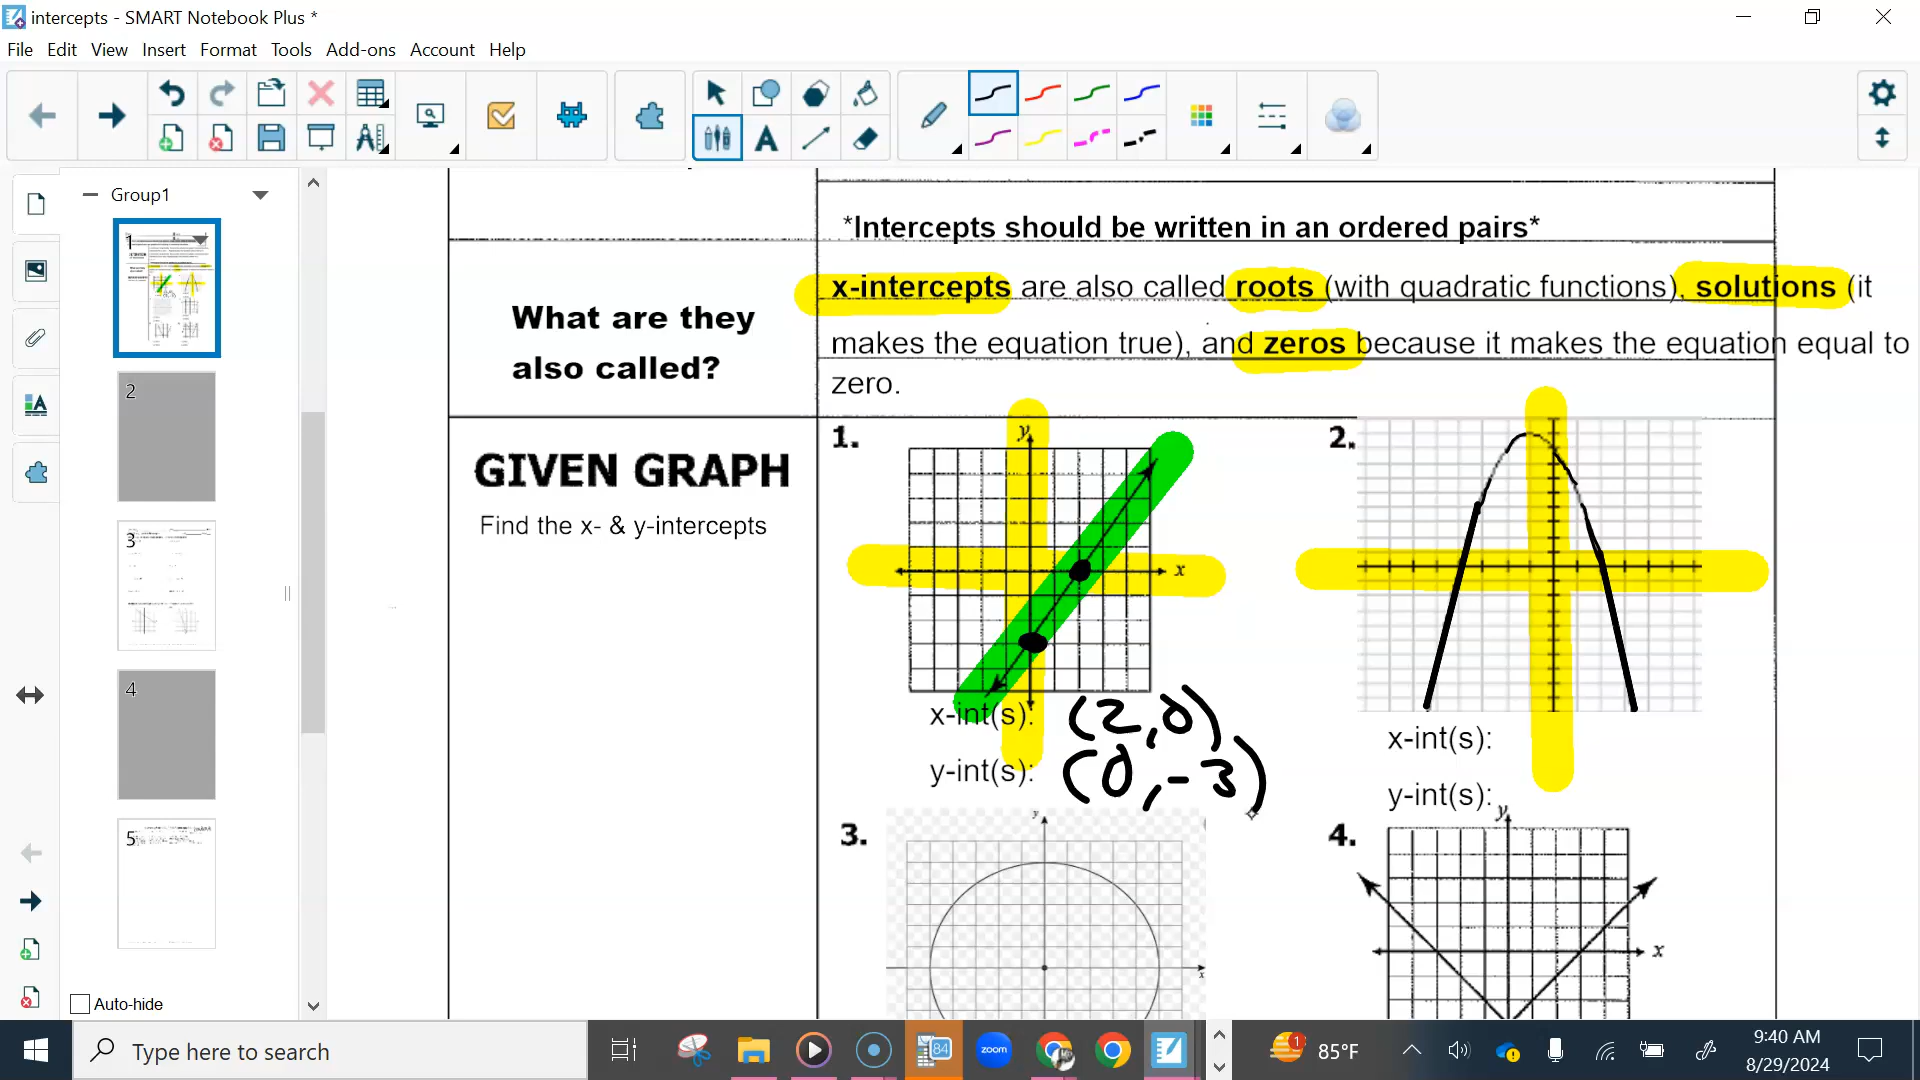 intercepts - SMART Notebook Plus *
File Edit View Insert Format Tools Add-ons Account Help
Group1
1
2
3
4
5
Auto-hide
*Intercepts should be written in an ordered pairs*
What are they
also called?
x-intercepts are also called roots (with quadratic functions), solutions (it
makes the equation true), and zeros because it makes the equation equal to
zero.
GIVEN GRAPH
Find the x- & y-intercepts
1.
y
x
x-int(s): (2,0)
y-int(s): (0,-3)
2.
x-int(s):
y-int(s):
3.
y
x
4.
y
x
Type here to search
84
zoom
1
85°F
9:40 AM
8/29/2024